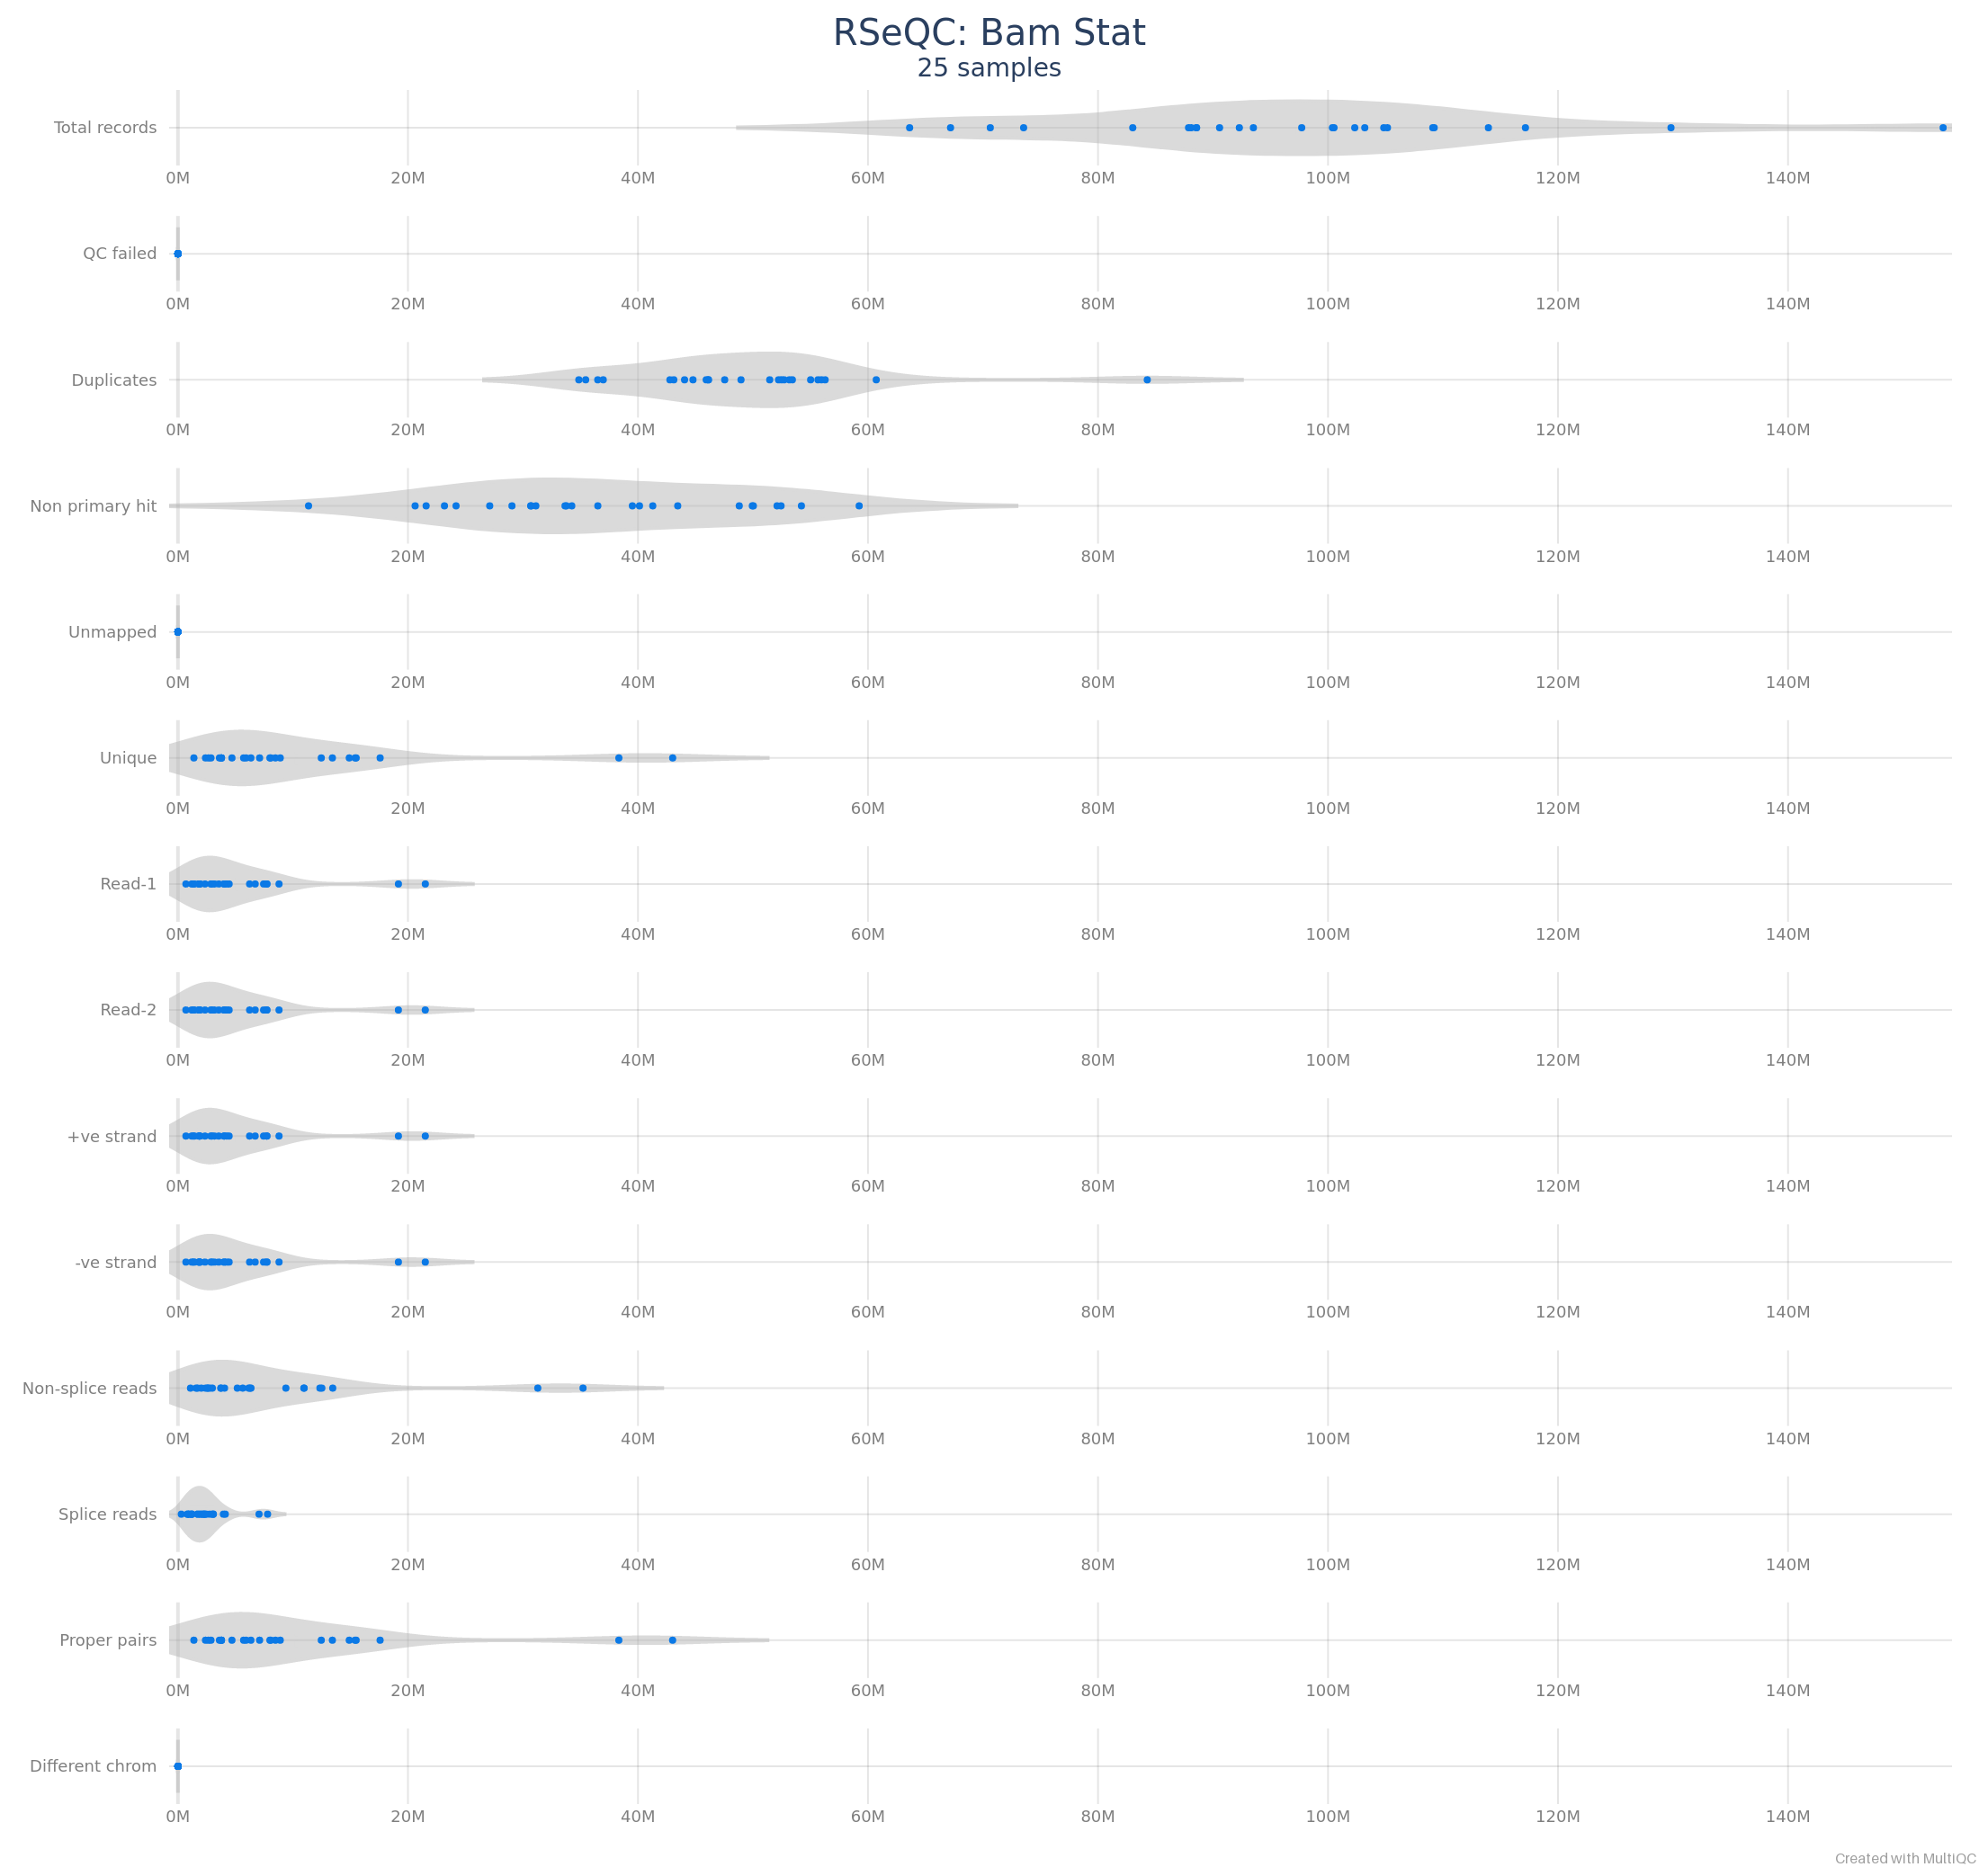 RSeQC: Bam Stat
25 samples
Total records
0M 20M 40M 60M 80M 100M 120M 140M
QC failed
0M 20M 40M 60M 80M 100M 120M 140M
Duplicates
0M 20M 40M 60M 80M 100M 120M 140M
Non primary hit
0M 20M 40M 60M 80M 100M 120M 140M
Unmapped
0M 20M 40M 60M 80M 100M 120M 140M
Unique
0M 20M 40M 60M 80M 100M 120M 140M
Read-1
0M 20M 40M 60M 80M 100M 120M 140M
Read-2
0M 20M 40M 60M 80M 100M 120M 140M
+ve strand
0M 20M 40M 60M 80M 100M 120M 140M
-ve strand
0M 20M 40M 60M 80M 100M 120M 140M
Non-splice reads
0M 20M 40M 60M 80M 100M 120M 140M
Splice reads
0M 20M 40M 60M 80M 100M 120M 140M
Proper pairs
0M 20M 40M 60M 80M 100M 120M 140M
Different chrom
0M 20M 40M 60M 80M 100M 120M 140M
Created with MultiQC